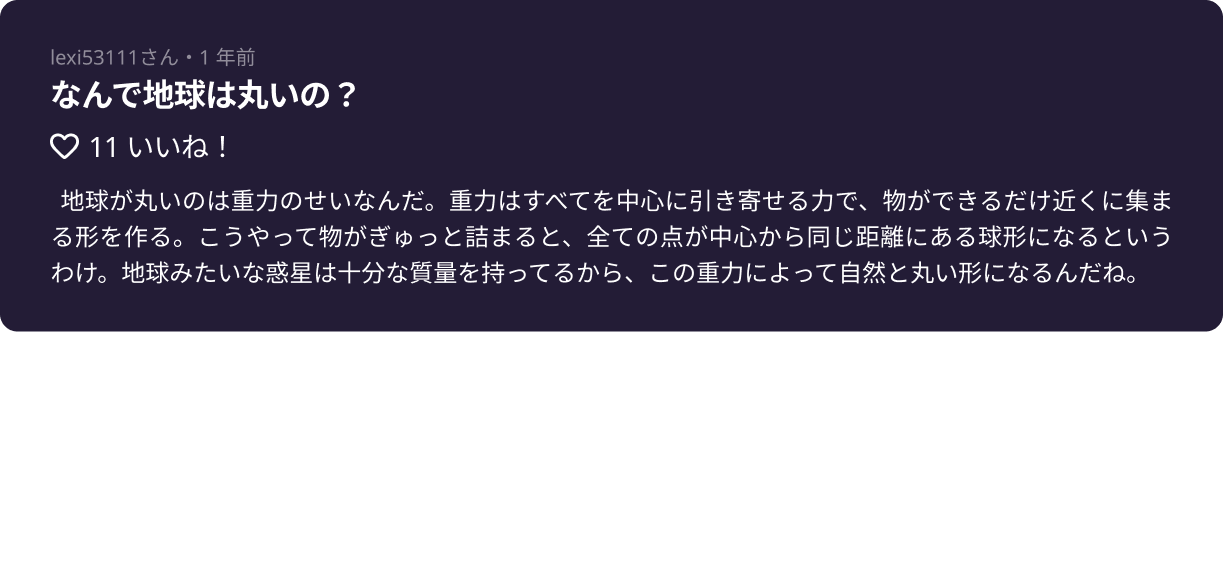 lexi53111さん・1 年前
なんで地球は丸いの？
11 いいね！
地球が丸いのは重力のせいなんだ。重力はすべてを中心に引き寄せる力で、物ができるだけ近くに集ま
る形を作る。こうやって物がぎゅっと詰まると、全ての点が中心から同じ距離にある球形になるという
わけ。地球みたいな惑星は十分な質量を持ってるから、この重力によって自然と丸い形になるんだね。